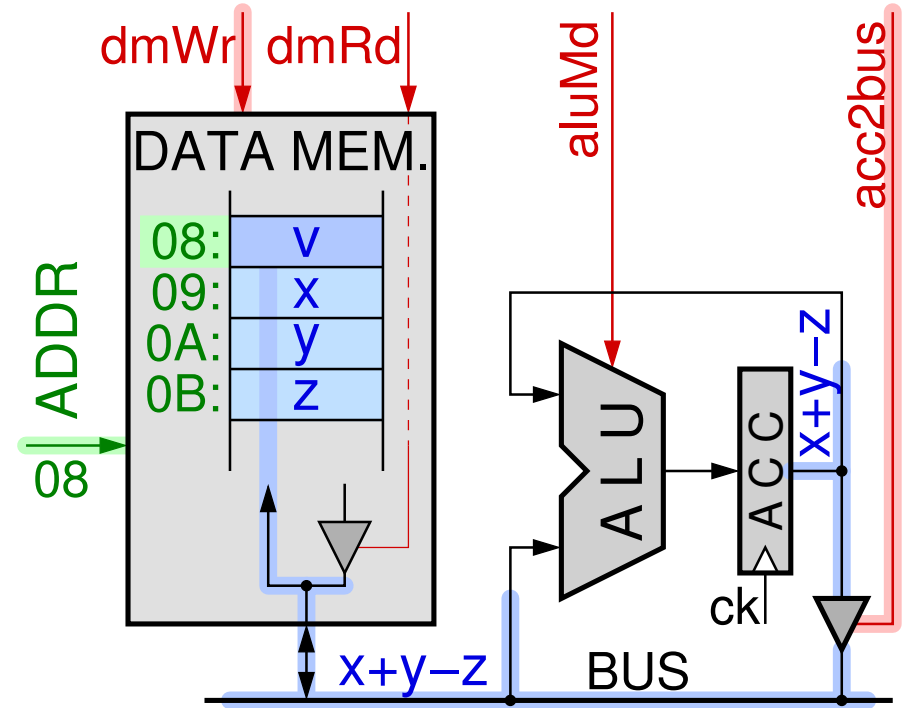 dmWr dmRd
aluMd
acc2bus
DATA MEM.
08: v
09: x
0A: y
0B: z
ADDR
08
ALU
ACC
x+y−z
ck
x+y−z
BUS